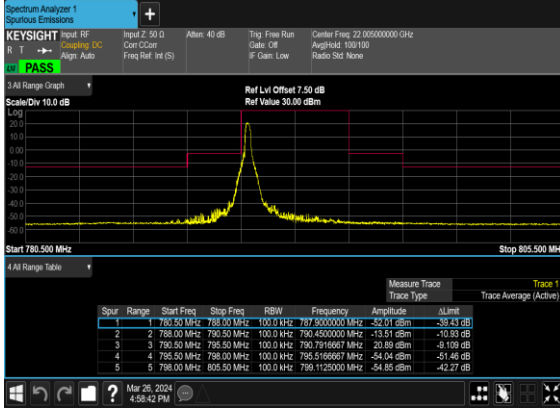 Spectrum Analyzer 1
Spurious Emissions
+
KEYSIGHT Input: RF Input Z: 50 Ω Atten: 40 dB Trig: Free Run Center Freq: 22.005000000 GHz
R T Coupling: DC Corr CCorr Gate: Off Avg|Hold: 100/100
Align: Auto Freq Ref: Int (S) IF Gain: Low Radio Std: None
PASS
3 All Range Graph
Ref Lvl Offset 7.50 dB
Scale/Div 10.0 dB Ref Value 30.00 dBm
Log
20.0
10.0
0.00
-10.0
-20.0
-30.0
-40.0
-50.0
-60.0
Start 780.500 MHz Stop 805.500 MH
4 All Range Table
Measure Trace Trace 1
Trace Type Trace Average (Active)
Spur Range Start Freq Stop Freq RBW Frequency Amplitude ΔLimit
1 1 780.50 MHz 788.00 MHz 100.0 kHz 787.9000000 MHz -52.01 dBm -39.43 dB
2 2 788.00 MHz 790.50 MHz 100.0 kHz 790.4500000 MHz -13.51 dBm -10.93 dB
3 3 790.50 MHz 795.50 MHz 100.0 kHz 790.7916667 MHz 20.89 dBm -9.109 dB
4 4 795.50 MHz 798.00 MHz 100.0 kHz 795.5166667 MHz -54.04 dBm -51.46 dB
5 5 798.00 MHz 805.50 MHz 100.0 kHz 799.1125000 MHz -54.85 dBm -42.27 dB
?
Mar 26, 2024
4:58:42 PM